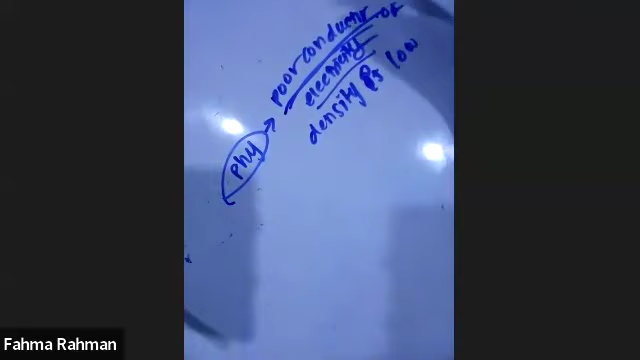 phy → poor conductor of
electricity
density is low
Fahma Rahman